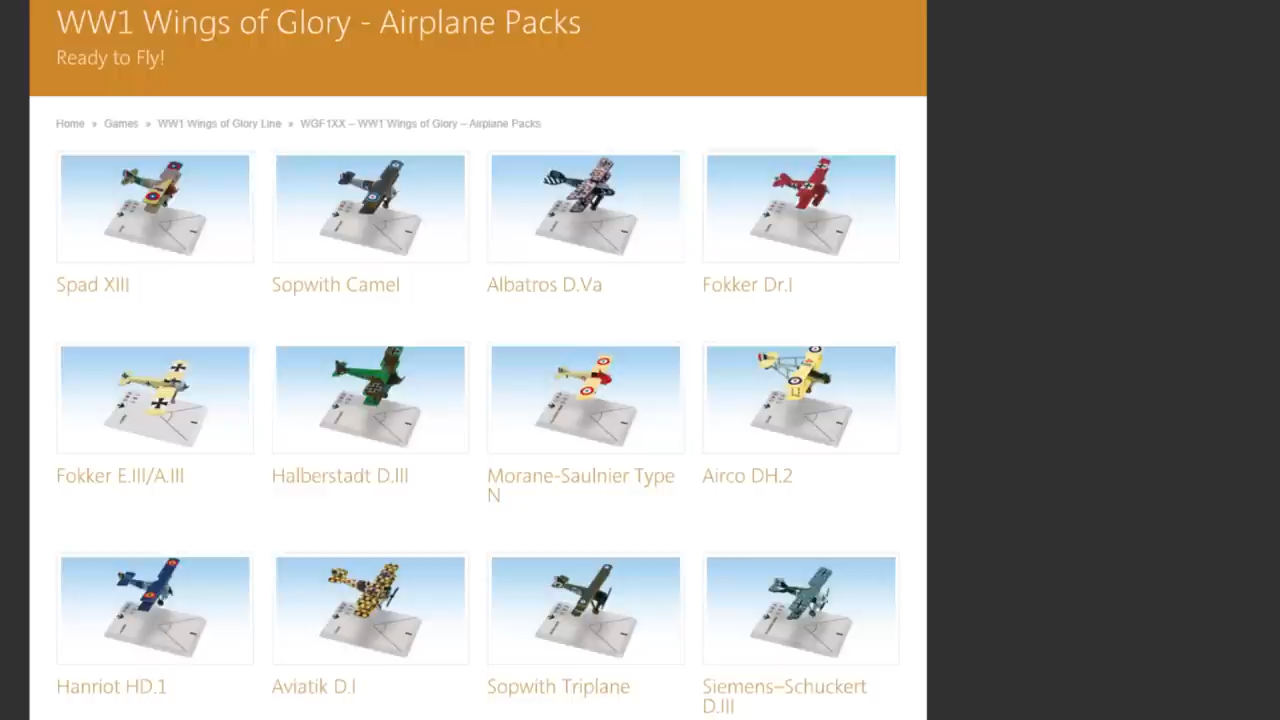 WW1 Wings of Glory - Airplane Packs
Ready to Fly!
Home » Games » WW1 Wings of Glory Line » WGF1XX – WW1 Wings of Glory – Airplane Packs
Spad XIII
Sopwith Camel
Albatros D.Va
Fokker Dr.I
Fokker E.III/A.III
Halberstadt D.III
Morane-Saulnier Type
N
Airco DH.2
Hanriot HD.1
Aviatik D.I
Sopwith Triplane
Siemens–Schuckert
D.III